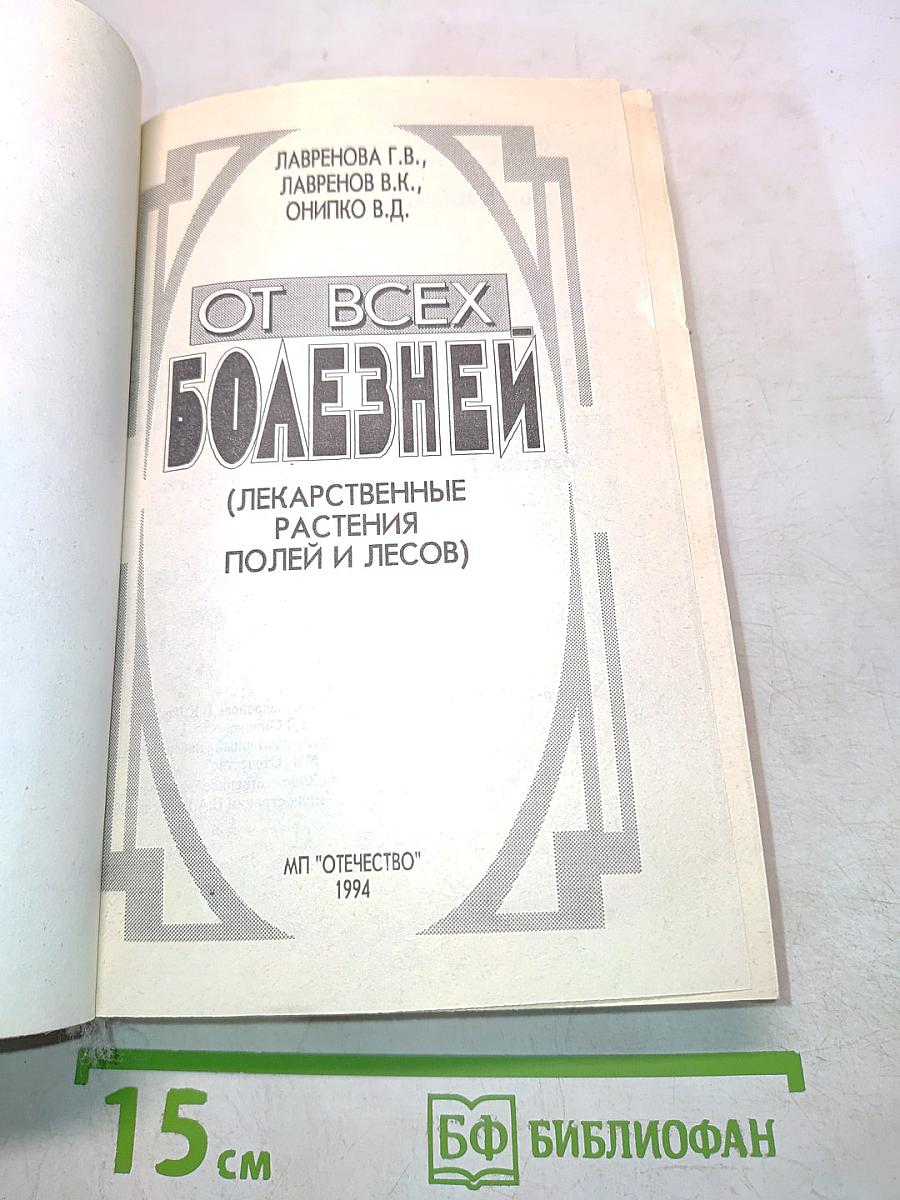 ЛАВРЕНОВА Г.В.,
ЛАВРЕНОВ В.К.,
ОНИПКО В.Д.
ОТ ВСЕХ
БОЛЕЗНЕЙ
(ЛЕКАРСТВЕННЫЕ
РАСТЕНИЯ
ПОЛЕЙ И ЛЕСОВ)
МП "ОТЕЧЕСТВО"
1994
15 см
БФ БИБЛИОФАН